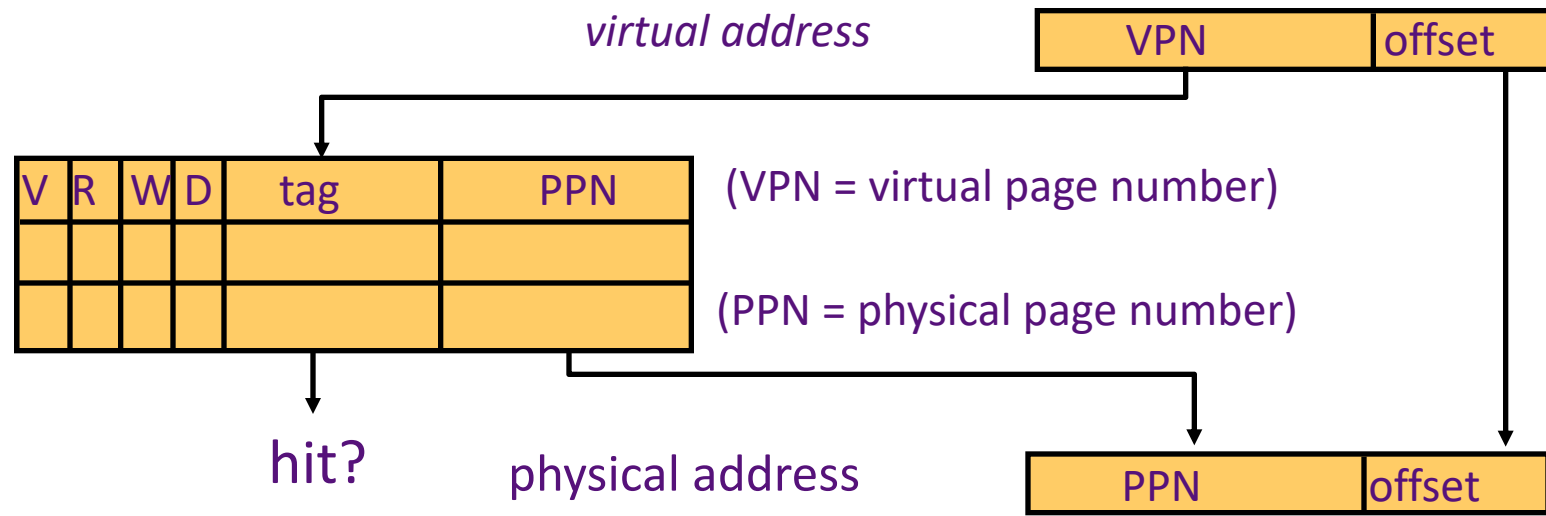 virtual address
VPN offset
V R W D tag PPN
(VPN = virtual page number)
(PPN = physical page number)
hit?
physical address
PPN offset